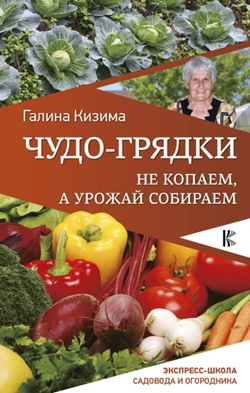 Галина Кизима
ЧУДО-ГРЯДКИ
НЕ КОПАЕМ,
А УРОЖАЙ СОБИРАЕМ
К
ЭКСПРЕСС-ШКОЛА
САДОВОДА И ОГОРОДНИКА